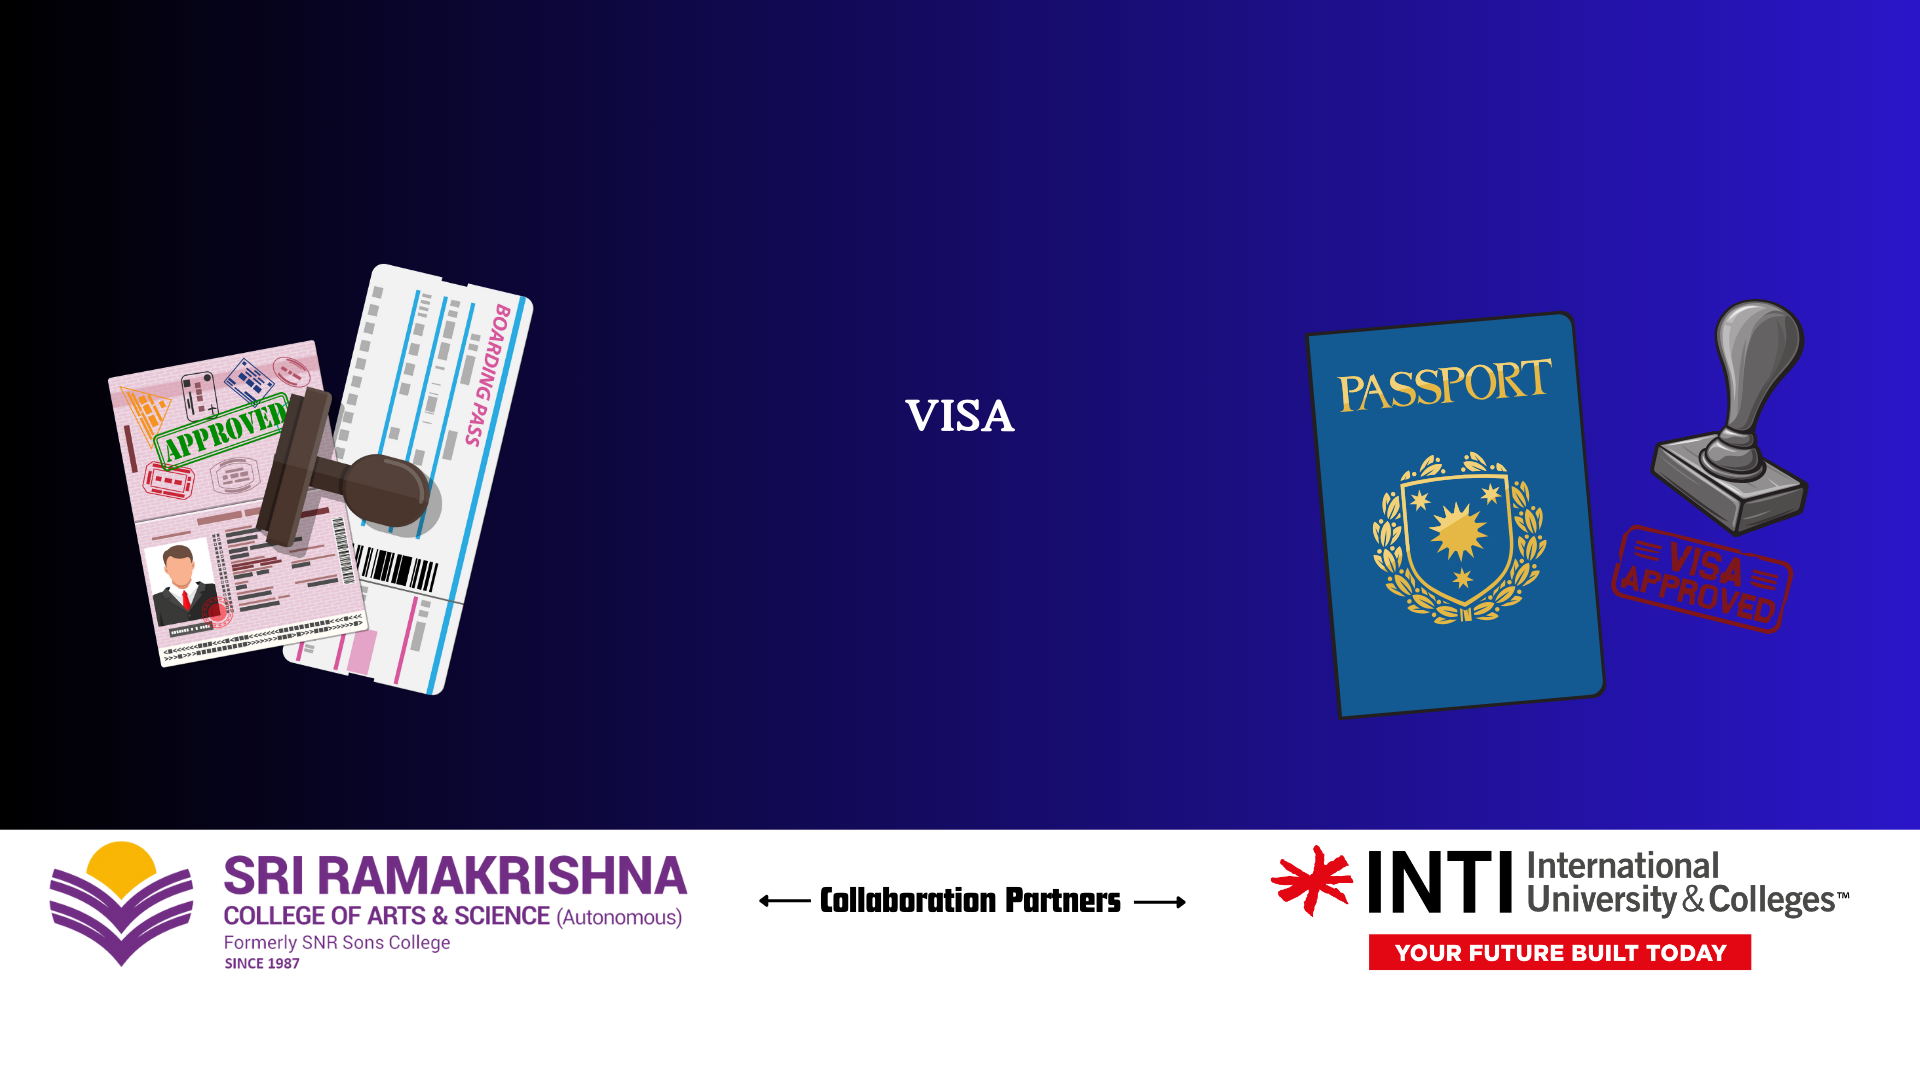 BOARDING PASS
APPROVED
VISA
PASSPORT
VISA
APPROVED
SRI RAMAKRISHNA
COLLEGE OF ARTS & SCIENCE (Autonomous)
Formerly SNR Sons College
SINCE 1987
Collaboration Partners
INTI International
University & Colleges™
YOUR FUTURE BUILT TODAY